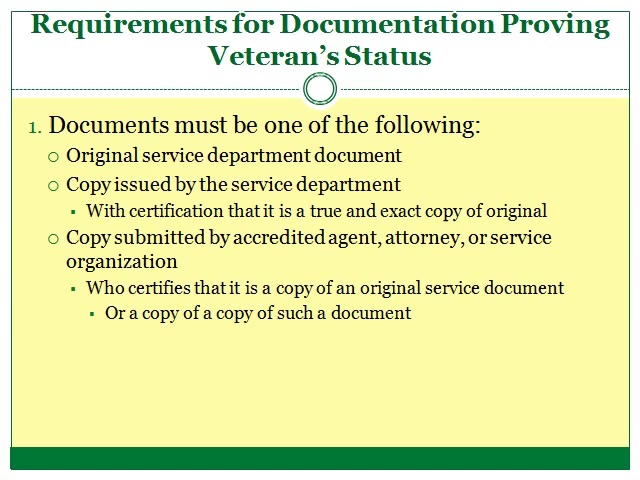 Requirements for Documentation Proving
Veteran's Status
1. Documents must be one of the following:
Original service department document
Copy issued by the service department
With certification that it is a true and exact copy of original
Copy submitted by accredited agent, attorney, or service
organization
Who certifies that it is a copy of an original service document
Or a copy of a copy of such a document